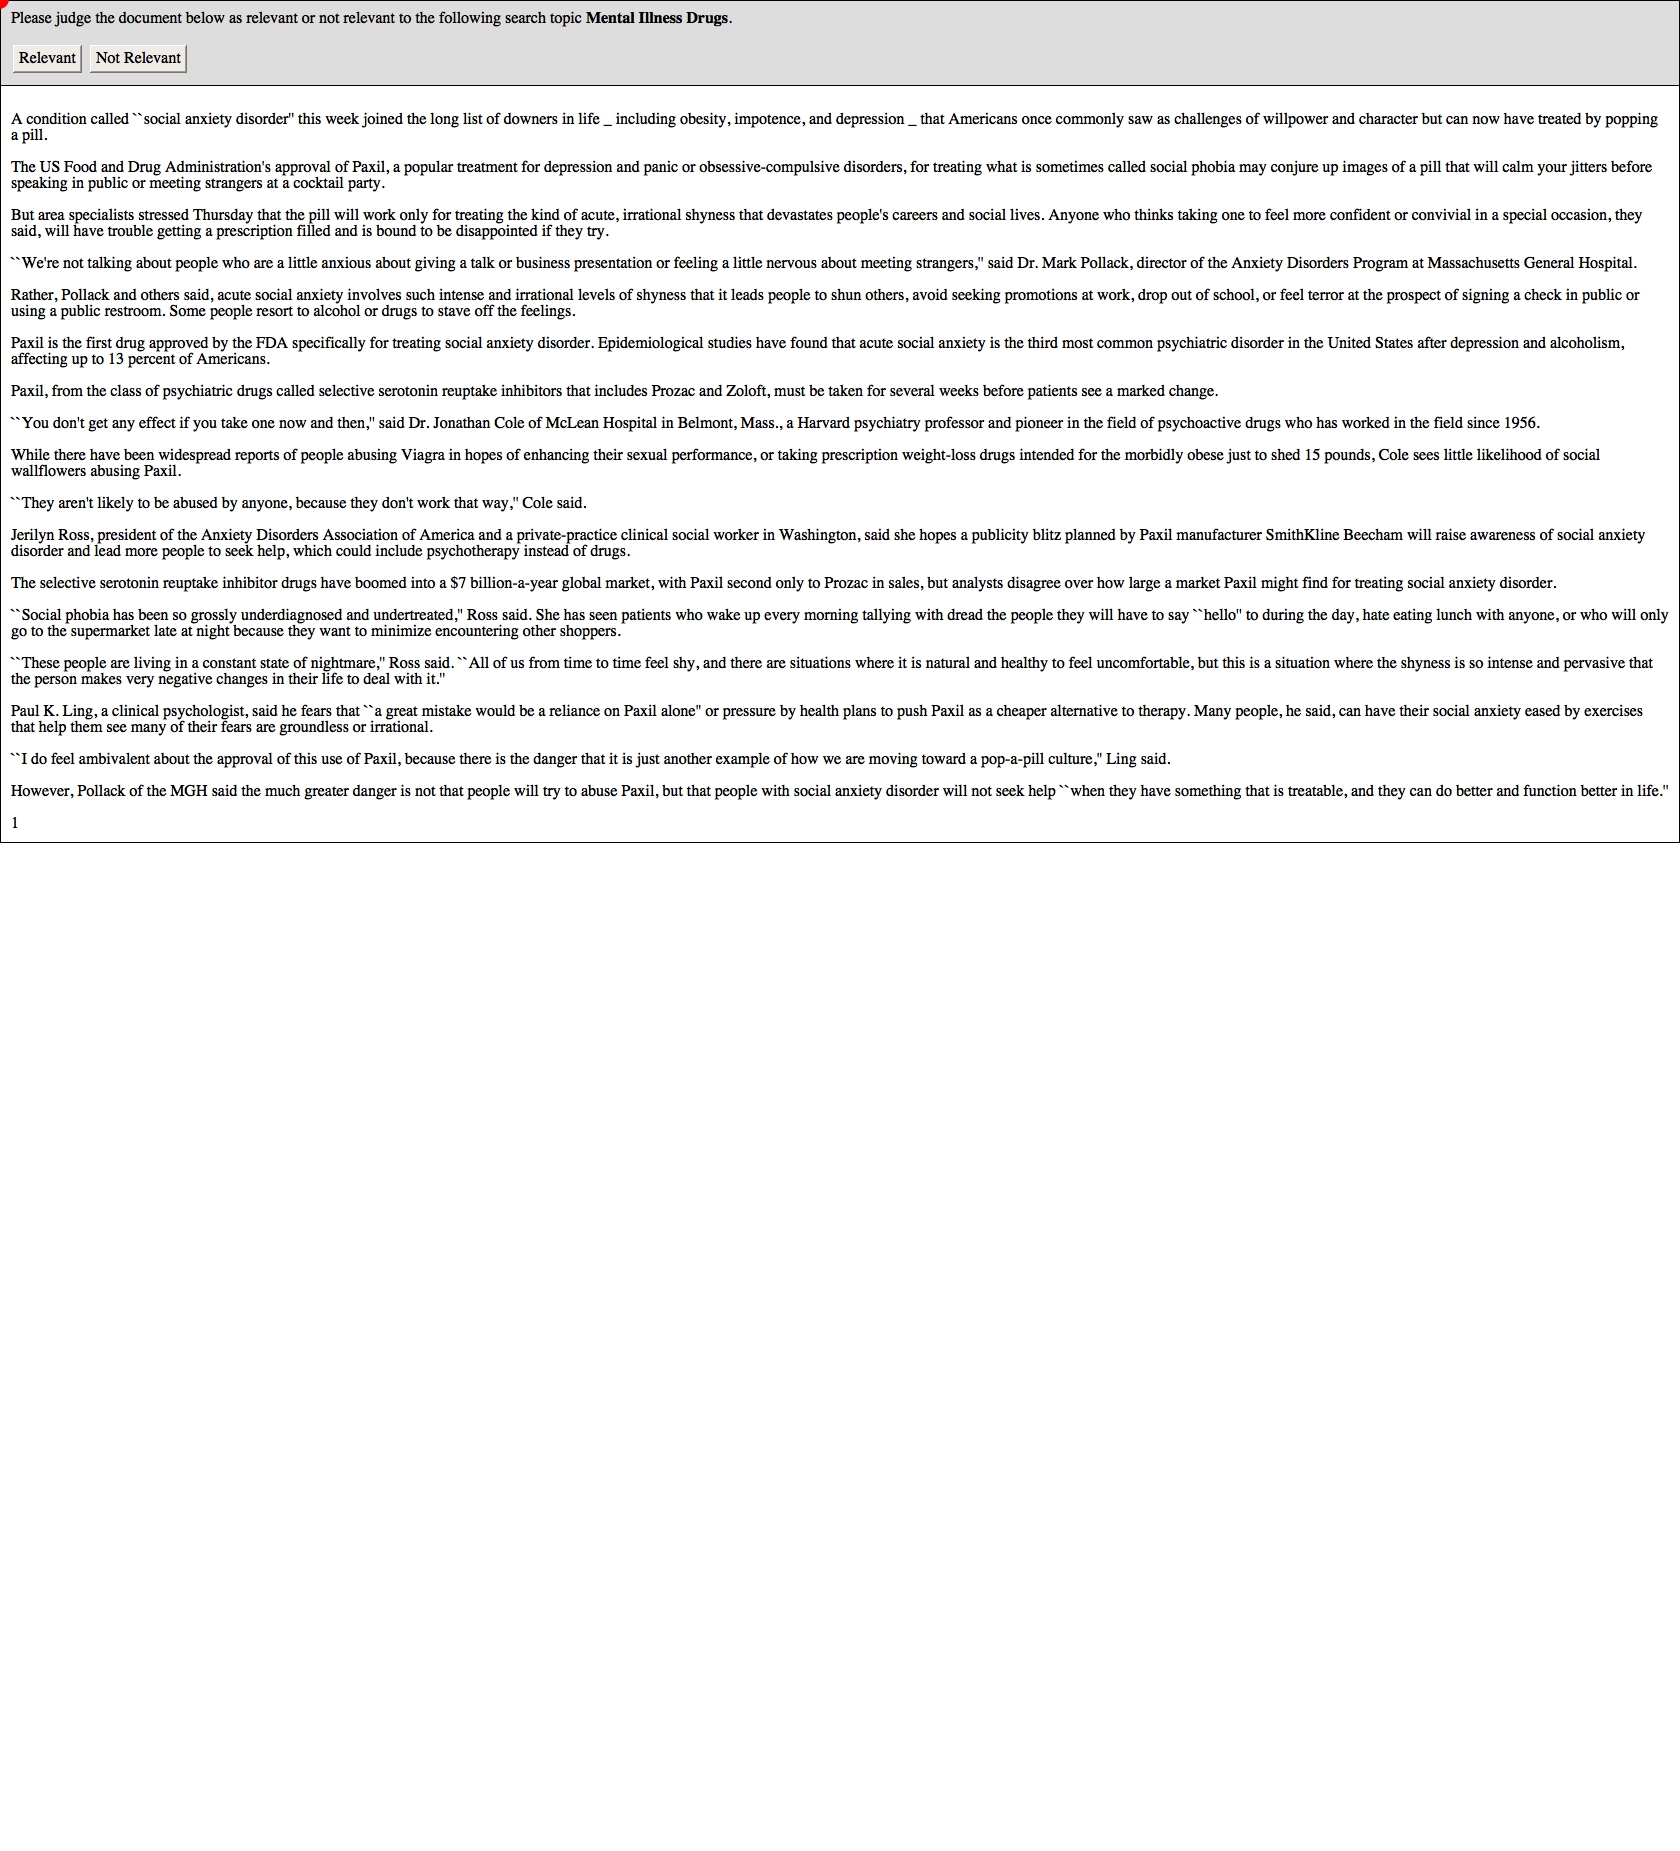 Please judge the document below as relevant or not relevant to the following search topic Mental Illness Drugs.
Relevant Not Relevant
A condition called ``social anxiety disorder'' this week joined the long list of downers in life _ including obesity, impotence, and depression _ that Americans once commonly saw as challenges of willpower and character but can now have treated by popping
a pill.
The US Food and Drug Administration's approval of Paxil, a popular treatment for depression and panic or obsessive-compulsive disorders, for treating what is sometimes called social phobia may conjure up images of a pill that will calm your jitters before
speaking in public or meeting strangers at a cocktail party.
But area specialists stressed Thursday that the pill will work only for treating the kind of acute, irrational shyness that devastates people's careers and social lives. Anyone who thinks taking one to feel more confident or convivial in a special occasion, they
said, will have trouble getting a prescription filled and is bound to be disappointed if they try.
``We're not talking about people who are a little anxious about giving a talk or business presentation or feeling a little nervous about meeting strangers,'' said Dr. Mark Pollack, director of the Anxiety Disorders Program at Massachusetts General Hospital.
Rather, Pollack and others said, acute social anxiety involves such intense and irrational levels of shyness that it leads people to shun others, avoid seeking promotions at work, drop out of school, or feel terror at the prospect of signing a check in public or
using a public restroom. Some people resort to alcohol or drugs to stave off the feelings.
Paxil is the first drug approved by the FDA specifically for treating social anxiety disorder. Epidemiological studies have found that acute social anxiety is the third most common psychiatric disorder in the United States after depression and alcoholism,
affecting up to 13 percent of Americans.
Paxil, from the class of psychiatric drugs called selective serotonin reuptake inhibitors that includes Prozac and Zoloft, must be taken for several weeks before patients see a marked change.
``You don't get any effect if you take one now and then,'' said Dr. Jonathan Cole of McLean Hospital in Belmont, Mass., a Harvard psychiatry professor and pioneer in the field of psychoactive drugs who has worked in the field since 1956.
While there have been widespread reports of people abusing Viagra in hopes of enhancing their sexual performance, or taking prescription weight-loss drugs intended for the morbidly obese just to shed 15 pounds, Cole sees little likelihood of social
wallflowers abusing Paxil.
``They aren't likely to be abused by anyone, because they don't work that way,'' Cole said.
Jerilyn Ross, president of the Anxiety Disorders Association of America and a private-practice clinical social worker in Washington, said she hopes a publicity blitz planned by Paxil manufacturer SmithKline Beecham will raise awareness of social anxiety
disorder and lead more people to seek help, which could include psychotherapy instead of drugs.
The selective serotonin reuptake inhibitor drugs have boomed into a $7 billion-a-year global market, with Paxil second only to Prozac in sales, but analysts disagree over how large a market Paxil might find for treating social anxiety disorder.
``Social phobia has been so grossly underdiagnosed and undertreated,'' Ross said. She has seen patients who wake up every morning tallying with dread the people they will have to say ``hello'' to during the day, hate eating lunch with anyone, or who will only
go to the supermarket late at night because they want to minimize encountering other shoppers.
``These people are living in a constant state of nightmare,'' Ross said. ``All of us from time to time feel shy, and there are situations where it is natural and healthy to feel uncomfortable, but this is a situation where the shyness is so intense and pervasive that
the person makes very negative changes in their life to deal with it.''
Paul K. Ling, a clinical psychologist, said he fears that ``a great mistake would be a reliance on Paxil alone'' or pressure by health plans to push Paxil as a cheaper alternative to therapy. Many people, he said, can have their social anxiety eased by exercises
that help them see many of their fears are groundless or irrational.
``I do feel ambivalent about the approval of this use of Paxil, because there is the danger that it is just another example of how we are moving toward a pop-a-pill culture,'' Ling said.
However, Pollack of the MGH said the much greater danger is not that people will try to abuse Paxil, but that people with social anxiety disorder will not seek help ``when they have something that is treatable, and they can do better and function better in life.''
1